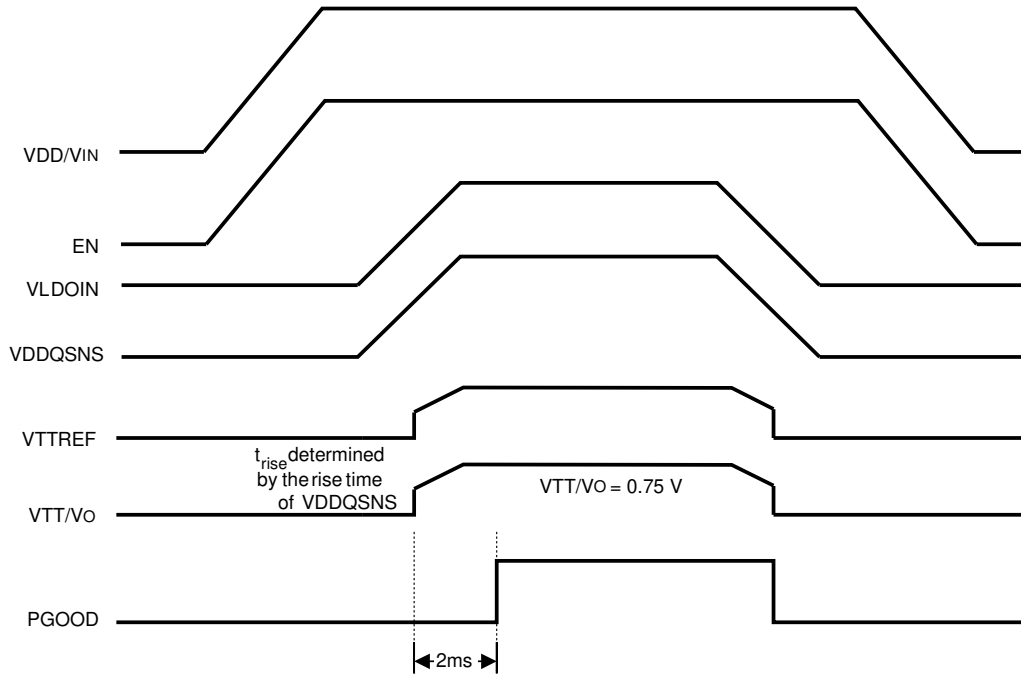 VDD/VIN
EN
VLDOIN
VDDQSNS
VTTREF
trise determined
by the rise time
of VDDQSNS
VTT/VO = 0.75 V
VTT/VO
PGOOD
2ms